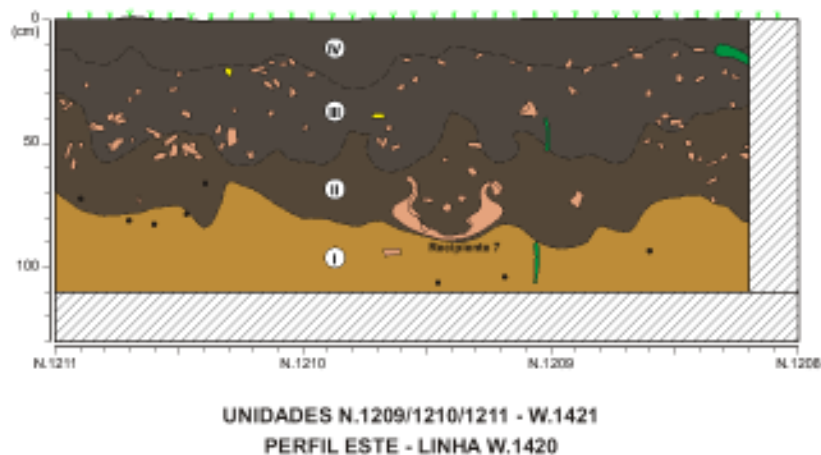 0
(cm)
IV
III
50
II
Recipiente 7
I
100
N.1211
N.1210
N.1209
N.1208
UNIDADES N.1209/1210/1211 - W.1421
PERFIL ESTE - LINHA W.1420